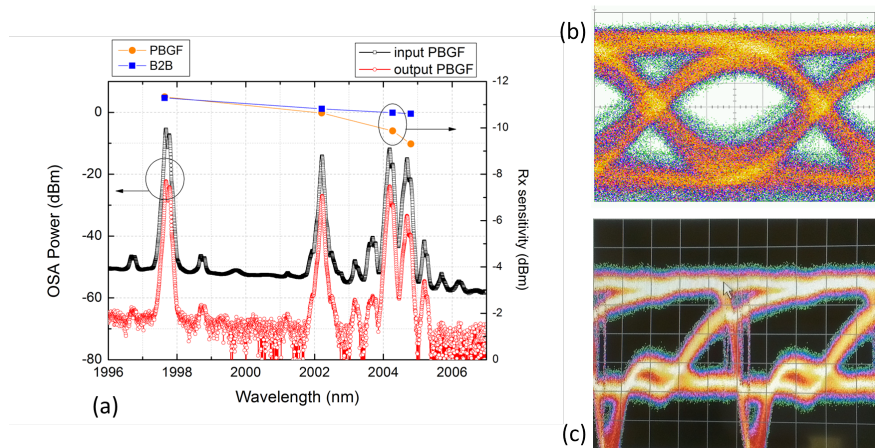 PBGF
B2B
input PBGF
output PBGF
0
-20
-40
-60
-80
OSA Power (dBm)
-12
-10
-8
-6
-4
-2
0
Rx sensitivity (dBm)
1996
1998
2000
2002
2004
2006
Wavelength (nm)
(a)
(b)
(c)